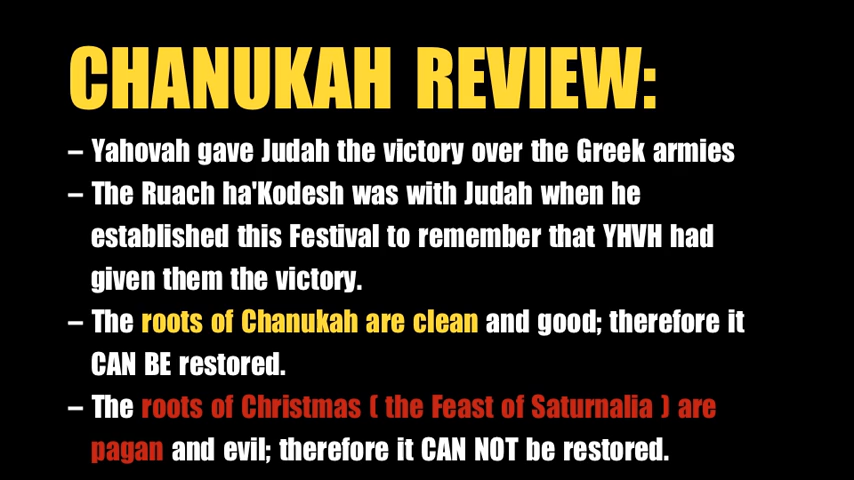 CHANUKAH REVIEW:
– Yahovah gave Judah the victory over the Greek armies
– The Ruach ha'Kodesh was with Judah when he
established this Festival to remember that YHVH had
given them the victory.
– The roots of Chanukah are clean and good; therefore it
CAN BE restored.
– The roots of Christmas ( the Feast of Saturnalia ) are
pagan and evil; therefore it CAN NOT be restored.